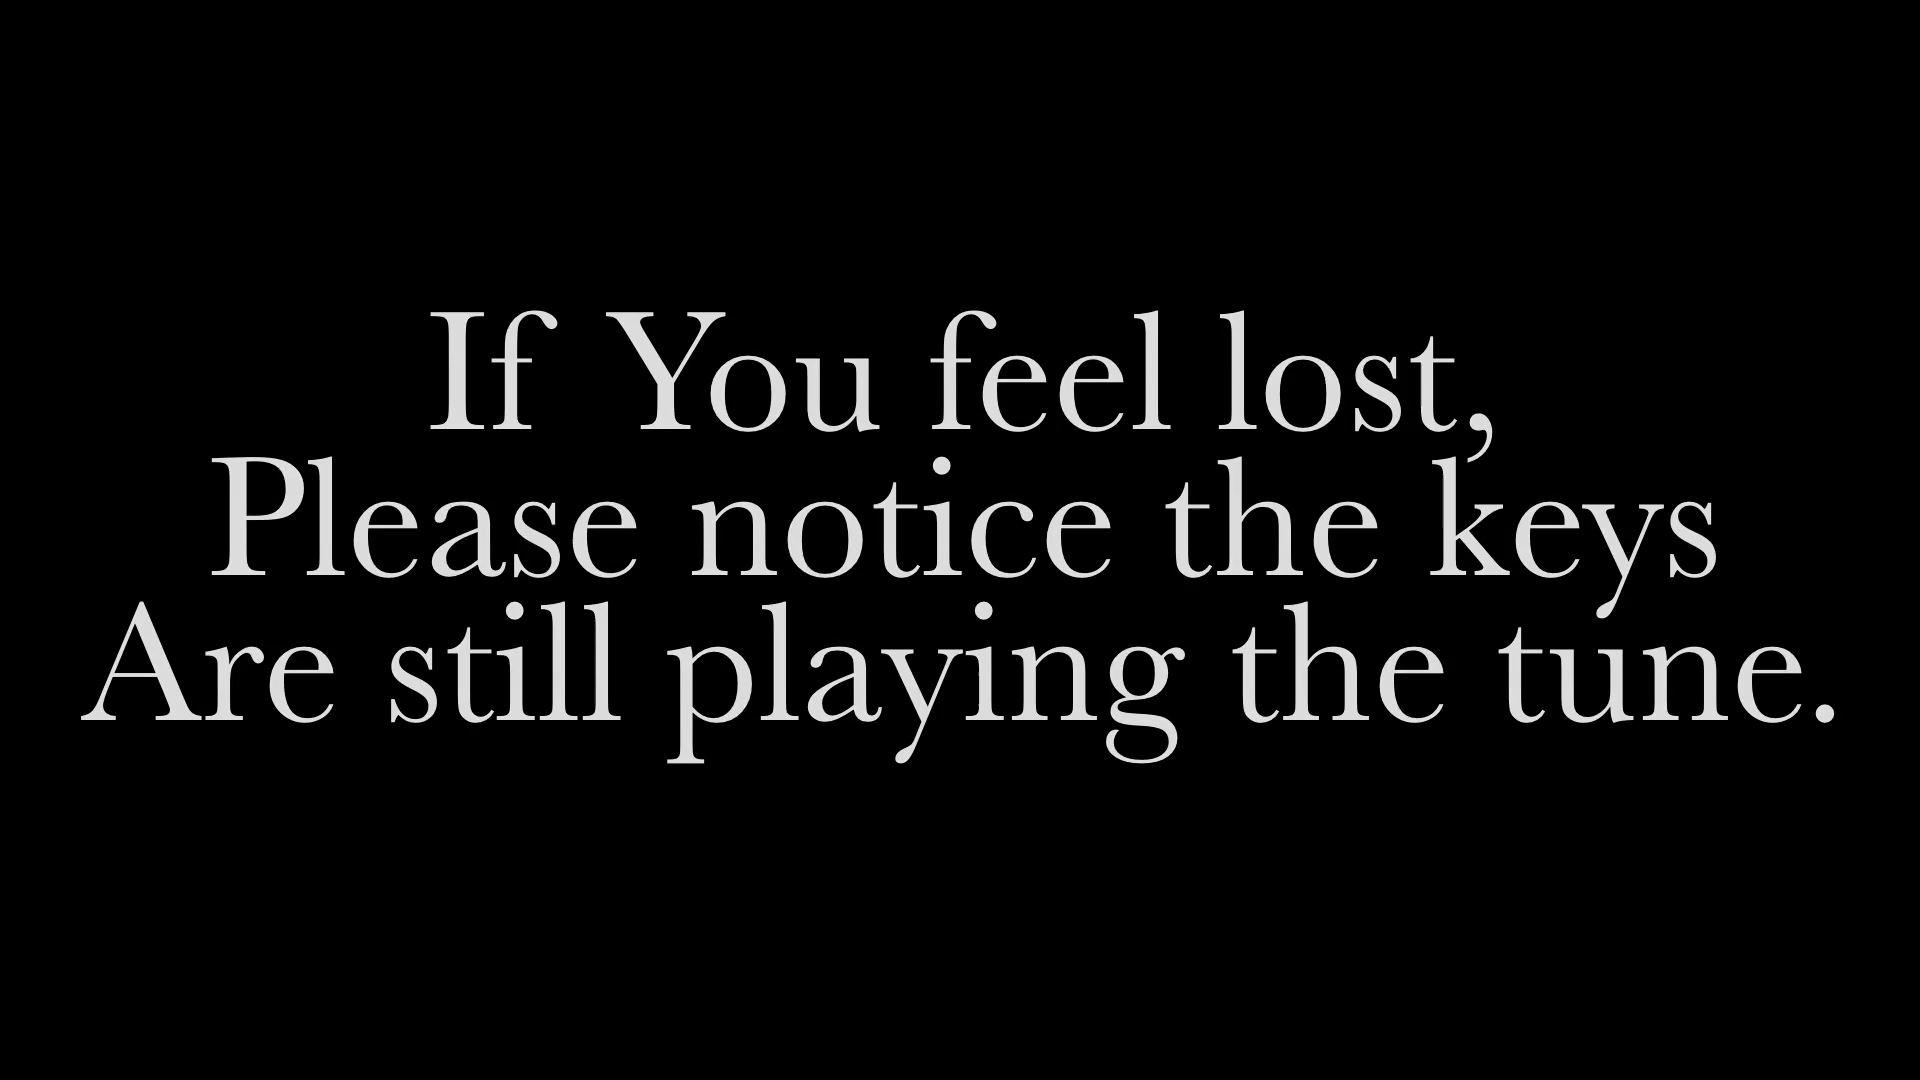 If You feel lost,
Please notice the keys
Are still playing the tune.